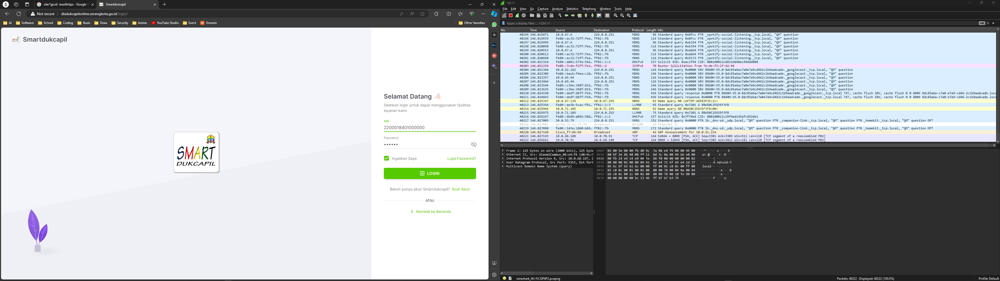 site:*go.id -inurl:https - Google S
Smartdukcapil
Not secure
disdukcapilonline.serangkota.go.id/login/
AI
Software
School
Coding
Book
Draw
Security
Anime
YouTube Studio
Event
Domain
Other favorites
SMART
DUKCAPIL
Smartdukcapil
SMART
DUKCAPIL
Selamat Datang
Silahkan login untuk dapat menggunakan fasilitas
layanan kami.
NIK
2200018401000000
Password
••••••
Ingatkan Saya
Lupa Password?
LOGIN
Belum punya akun Smartdukcapil? Buat Akun
atau
Kembali ke Beranda
*Wi-Fi
File Edit View Go Capture Analyze Statistics Telephony Wireless Tools Help
Apply a display filter ... <Ctrl-/>
No. Time Source Destination Protocol Length Info
40195 146.019871 10.0.67.6 224.0.0.251 MDNS 96 Standard query 0x0fcc PTR _spotify-social-listening._tcp.local, "QM" question
40196 146.019939 fe80::ac32:72ff:fee… ff02::fb MDNS 116 Standard query 0x0fcc PTR _spotify-social-listening._tcp.local, "QM" question
40197 146.019999 10.0.67.6 224.0.0.251 MDNS 96 Standard query 0xb354 PTR _spotify-social-listening._tcp.local, "QM" question
40198 146.020050 fe80::ac32:72ff:fee… ff02::fb MDNS 116 Standard query 0xb354 PTR _spotify-social-listening._tcp.local, "QM" question
40199 146.020553 10.0.67.6 224.0.0.251 MDNS 96 Standard query 0xabb4 PTR _spotify-social-listening._tcp.local, "QM" question
40200 146.020612 fe80::ac32:72ff:fee… ff02::fb MDNS 116 Standard query 0xabb4 PTR _spotify-social-listening._tcp.local, "QM" question
40201 146.020660 fe80::ac32:72ff:fee… ff02::fb MDNS 116 Standard query 0x9172 PTR _spotify-social-listening._tcp.local, "QM" question
40202 146.021314 fe80::a041:575e:542… ff02::1:2 DHCPv6 157 Solicit XID: 0xac1f94 CID: 000100012c8831dd40ec99ddd808
40203 146.021334 fe80::7cde:f2ff:fe1… ff02::2 ICMPv6 70 Router Solicitation from 7e:de:f2:1f:42:94
40204 146.021344 10.0.52.182 224.0.0.251 MDNS 126 Standard query 0x0000 SRV B860H-V5.0-8dc85a6ac7a0e7a9cd462c1b9aadcade._googlecast._tcp.local, "QM" question
40205 146.022309 fe80::bacb:f4ea:c10… ff02::fb MDNS 146 Standard query 0x0000 SRV B860H-V5.0-8dc85a6ac7a0e7a9cd462c1b9aadcade._googlecast._tcp.local, "QM" question
40206 146.022357 10.0.69.44 224.0.0.251 MDNS 126 Standard query 0x0000 SRV B860H-V5.0-8dc85a6ac7a0e7a9cd462c1b9aadcade._googlecast._tcp.local, "QM" question
40207 146.023464 10.0.69.44 224.0.0.251 MDNS 126 Standard query 0x0000 SRV B860H-V5.0-8dc85a6ac7a0e7a9cd462c1b9aadcade._googlecast._tcp.local, "QM" question
40208 146.023544 fe80::c36e:348f:815… ff02::fb MDNS 146 Standard query 0x0000 SRV B860H-V5.0-8dc85a6ac7a0e7a9cd462c1b9aadcade._googlecast._tcp.local, "QM" question
40209 146.023625 fe80::c36e:348f:815… ff02::fb MDNS 146 Standard query 0x0000 SRV B860H-V5.0-8dc85a6ac7a0e7a9cd462c1b9aadcade._googlecast._tcp.local, "QM" question
40210 146.024150 fe80::dedf:d6ff:fe9… ff02::fb MDNS 436 Standard query response 0x0000 PTR B860H-V5.0-8dc85a6ac7a0e7a9cd462c1b9aadcade._googlecast._tcp.local TXT, cache flush SRV, cache flush 0 0 8009 8dc85a6a-c7a0-e7a9-cd46-2c1b9aadcade.loca
40211 146.024843 fe80::dedf:d6ff:fe9… ff02::fb MDNS 436 Standard query response 0x0000 PTR B860H-V5.0-8dc85a6ac7a0e7a9cd462c1b9aadcade._googlecast._tcp.local TXT, cache flush SRV, cache flush 0 0 8009 8dc85a6a-c7a0-e7a9-cd46-2c1b9aadcade.loca
40212 146.025347 10.0.67.134 10.0.67.255 NBNS 92 Name query NB LAPTOP-ADE83PJK<1c>
40213 146.025354 fe80::ae3b:5cac:f91… ff02::1:3 LLMNR 95 Standard query 0x7201 A BRW50C2E835F3FB
40214 146.025966 10.0.71.105 10.0.71.255 NBNS 92 Name query NB BRW50C2E835F3FB<00>
40215 146.025975 10.0.71.105 224.0.0.252 LLMNR 75 Standard query 0x7201 A BRW50C2E835F3FB
40216 146.026167 fe80::6bd9:a056:58d… ff02::1:2 DHCPv6 157 Solicit XID: 0x7f74bd CID: 000100012c29f4ad145afc692de1
40217 146.027005 10.0.53.79 224.0.0.251 MDNS 152 Standard query 0x0000 PTR lb._dns-sd._udp.local, "QM" question PTR _companion-link._tcp.local, "QM" question PTR _homekit._tcp.local, "QM" question OPT
40218 146.027083 de:02:35:61:7f:75 Broadcast 0x3600 68 Ethernet II
40219 146.027090 fe80::143e:1860:bb9… ff02::fb MDNS 172 Standard query 0x0000 PTR lb._dns-sd._udp.local, "QM" question PTR _companion-link._tcp.local, "QM" question PTR _homekit._tcp.local, "QM" question OPT
40220 146.027168 Cisco_f7:86:69 Broadcast ARP 42 ARP Announcement for 10.0.51.214
40221 146.027193 10.0.68.188 10.0.70.91 TCP 164 52044 → 8009 [PSH, ACK] Seq=3301 Ack=3305 Win=511 Len=110 [TCP segment of a reassembled PDU]
40222 146.036661 10.0.70.91 10.0.68.188 TCP 164 8009 → 52044 [PSH, ACK] Seq=3305 Ack=3411 Win=181 Len=110 [TCP segment of a reassembled PDU]
Frame 1: 125 bytes on wire (1000 bits), 125 byte
Ethernet II, Src: XiaomiCommun_08:e4:f6 (d0:9c:7
Internet Protocol Version 4, Src: 10.0.68.187, D
User Datagram Protocol, Src Port: 5353, Dst Port
Multicast Domain Name System (query)
0000 01 00 5e 00 00 fb d0 9c 7a 08 e4 f6 08 00 45 00 ··^····· z·····E·
0010 00 6f 3e 8b 40 00 ff 11 0d 3c 0a 00 44 bb e0 00 ·o>·@··· ·<··D···
0020 00 fb 14 e9 14 e9 00 5b 88 f0 00 00 00 00 00 02 ·······[ ········
0030 00 00 00 02 00 00 09 41 6e 64 72 6f 69 64 2d 37 ·······A ndroid-7
0040 05 6c 6f 63 61 6c 00 00 ff 00 01 c0 0c 00 ff 00 ·local·· ········
0050 01 c0 0c 00 01 00 01 00 00 00 78 00 04 0a 00 44 ········ ··x····D
0060 bb c0 0c 00 1c 00 01 00 00 00 78 00 10 fe 80 00 ········ ··x·····
0070 00 00 00 00 00 bc 13 46 ff 87 b7 b3 75 ·······F ····u
wireshark_Wi-FiCGP6P2.pcapng
Packets: 40222 · Displayed: 40222 (100.0%)
Profile: Default